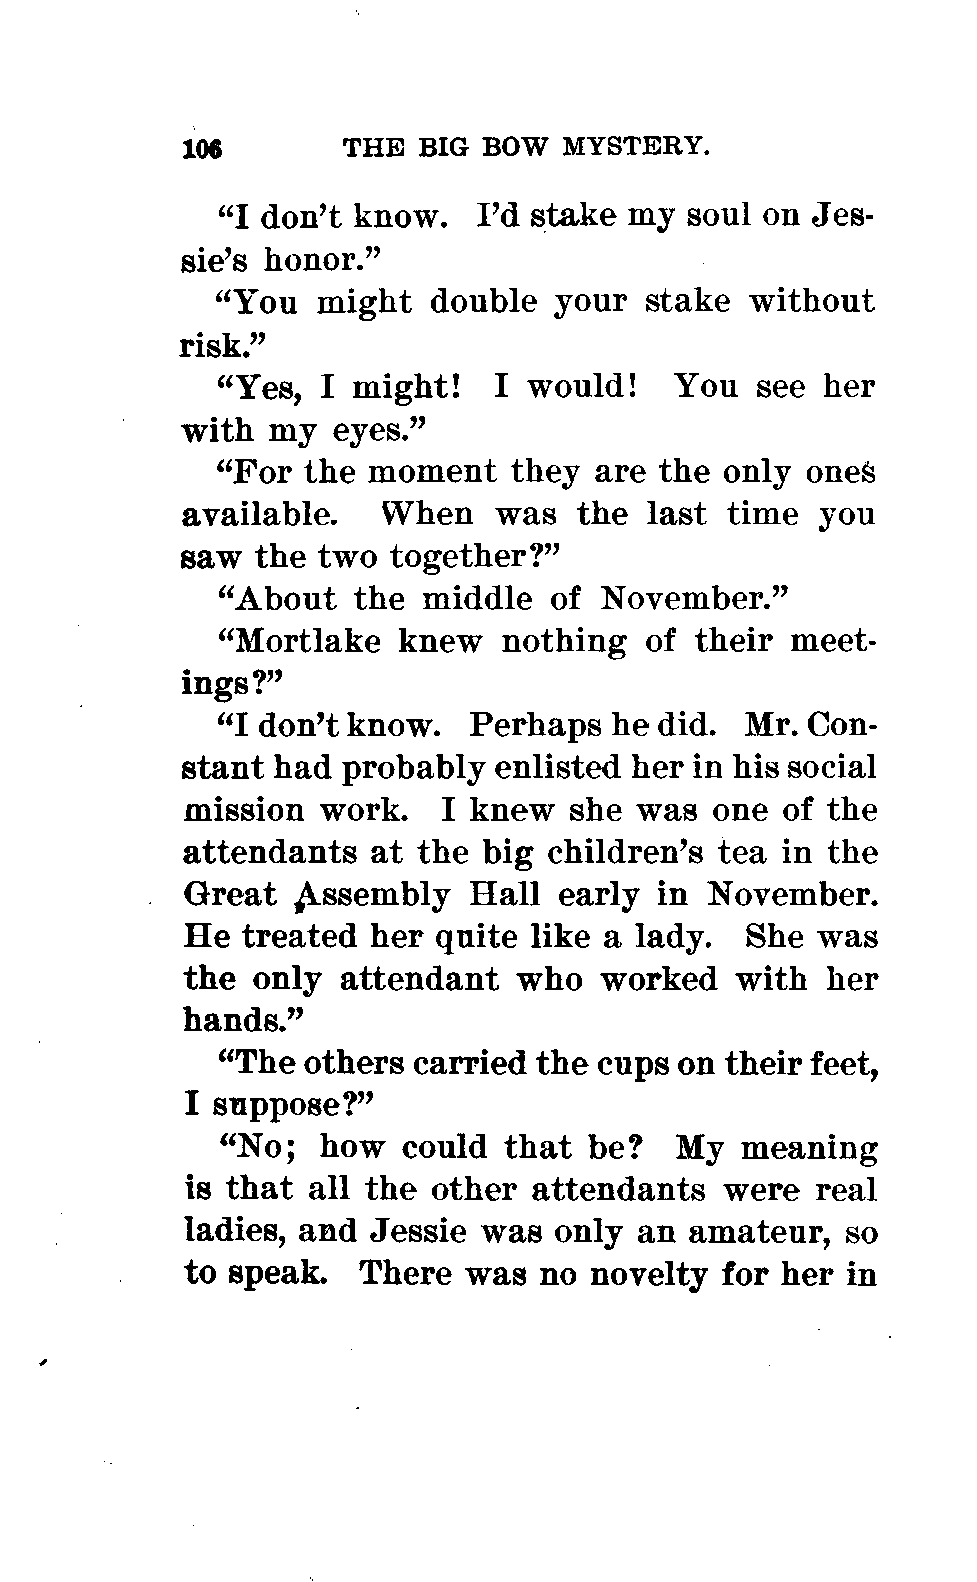 106 THE BIG BOW MYSTERY.
“I don’t know. I’d stake my soul on Jes-
sie’s honor.”
“You might double your stake without
risk.”
“Yes, I might! I would! You see her
with my eyes.”
“For the moment they are the only ones
available. When was the last time you
saw the two together?”
“About the middle of November.”
“Mortlake knew nothing of their meet-
ings?”
“I don’t know. Perhaps he did. Mr. Con-
stant had probably enlisted her in his social
mission work. I knew she was one of the
attendants at the big children’s tea in the
Great Assembly Hall early in November.
He treated her quite like a lady. She was
the only attendant who worked with her
hands.”
“The others carried the cups on their feet,
I suppose?”
“No; how could that be? My meaning
is that all the other attendants were real
ladies, and Jessie was only an amateur, so
to speak. There was no novelty for her in